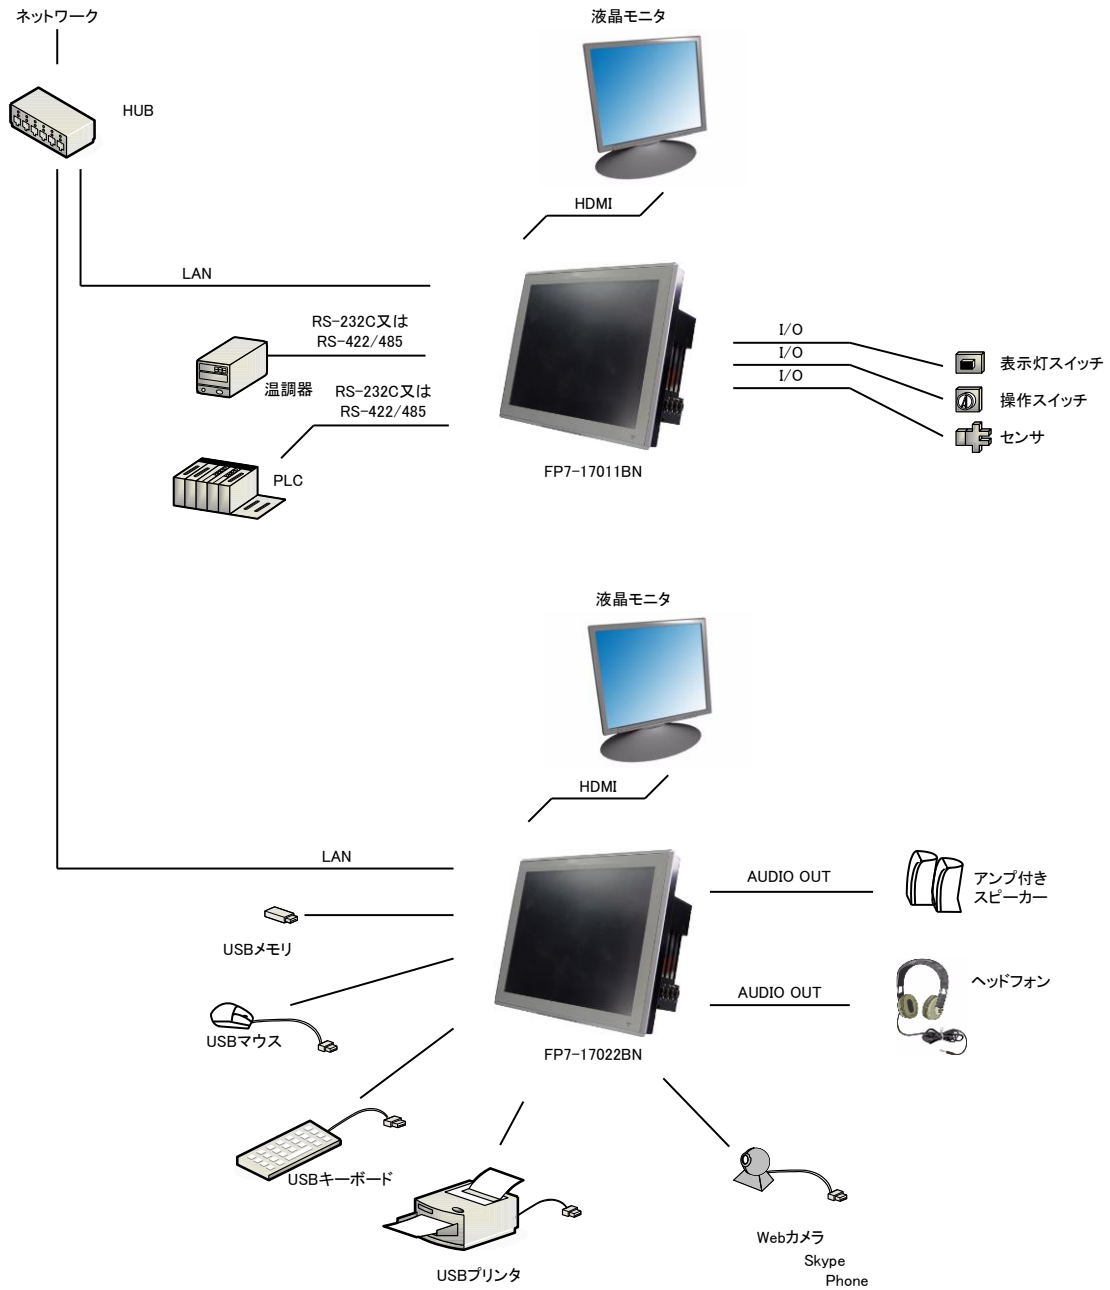 ネットワーク
液晶モニタ
HUB
HDMI
LAN
RS-232C又は
RS-422/485
温調器
RS-232C又は
RS-422/485
PLC
I/O
I/O
I/O
表示灯スイッチ
操作スイッチ
センサ
FP7-17011BN
液晶モニタ
HDMI
LAN
USBメモリ
USBマウス
AUDIO OUT
アンプ付き
スピーカー
AUDIO OUT
ヘッドフォン
FP7-17022BN
USBキーボード
USBプリンタ
Webカメラ
Skype
Phone